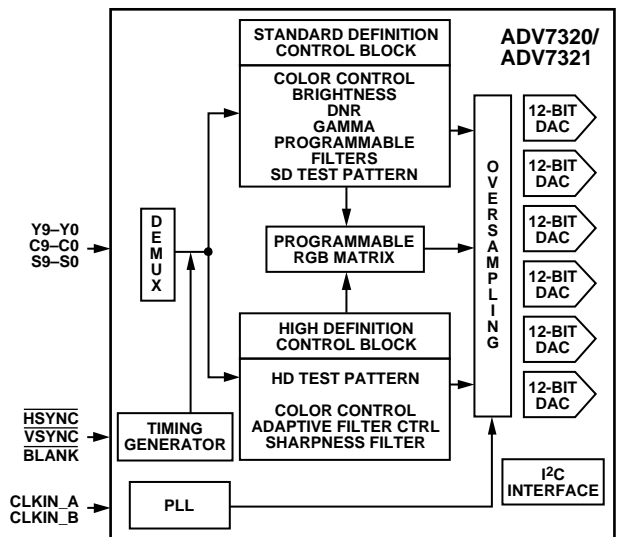 STANDARD DEFINITION
CONTROL BLOCK
COLOR CONTROL
BRIGHTNESS
DNR
GAMMA
PROGRAMMABLE
FILTERS
SD TEST PATTERN
ADV7320/
ADV7321
Y9–Y0
C9–C0
S9–S0
DEMUX
PROGRAMMABLE
RGB MATRIX
HIGH DEFINITION
CONTROL BLOCK
HD TEST PATTERN
COLOR CONTROL
ADAPTIVE FILTER CTRL
SHARPNESS FILTER
OVERSAMPLING
12-BIT
DAC
12-BIT
DAC
12-BIT
DAC
12-BIT
DAC
12-BIT
DAC
12-BIT
DAC
HSYNC
VSYNC
BLANK
TIMING
GENERATOR
CLKIN_A
CLKIN_B
PLL
I²C
INTERFACE